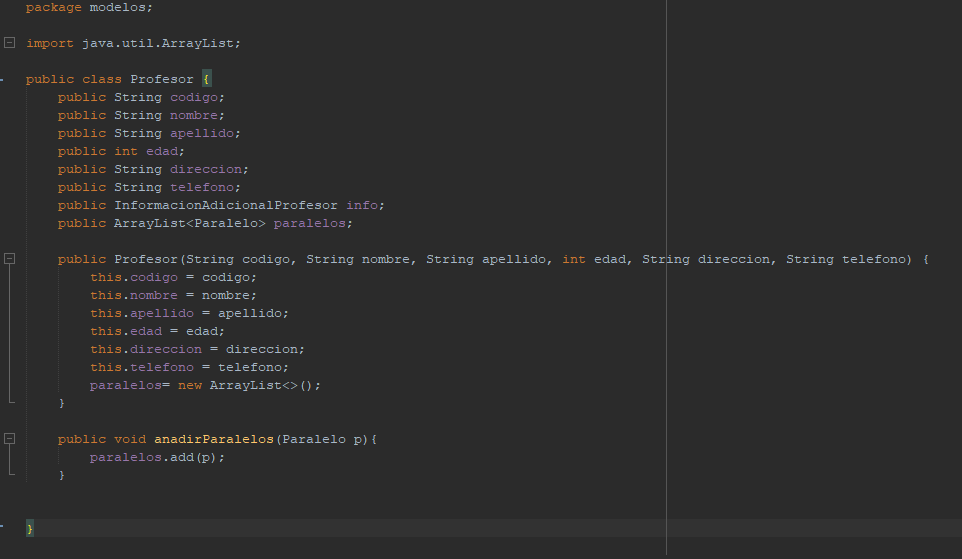 package modelos;
import java.util.ArrayList;
public class Profesor {
public String codigo;
public String nombre;
public String apellido;
public int edad;
public String direccion;
public String telefono;
public InformacionAdicionalProfesor info;
public ArrayList<Paralelo> paralelos;
public Profesor(String codigo, String nombre, String apellido, int edad, String direccion, String telefono) {
this.codigo = codigo;
this.nombre = nombre;
this.apellido = apellido;
this.edad = edad;
this.direccion = direccion;
this.telefono = telefono;
paralelos= new ArrayList<>();
}
public void anadirParalelos(Paralelo p){
paralelos.add(p);
}
}